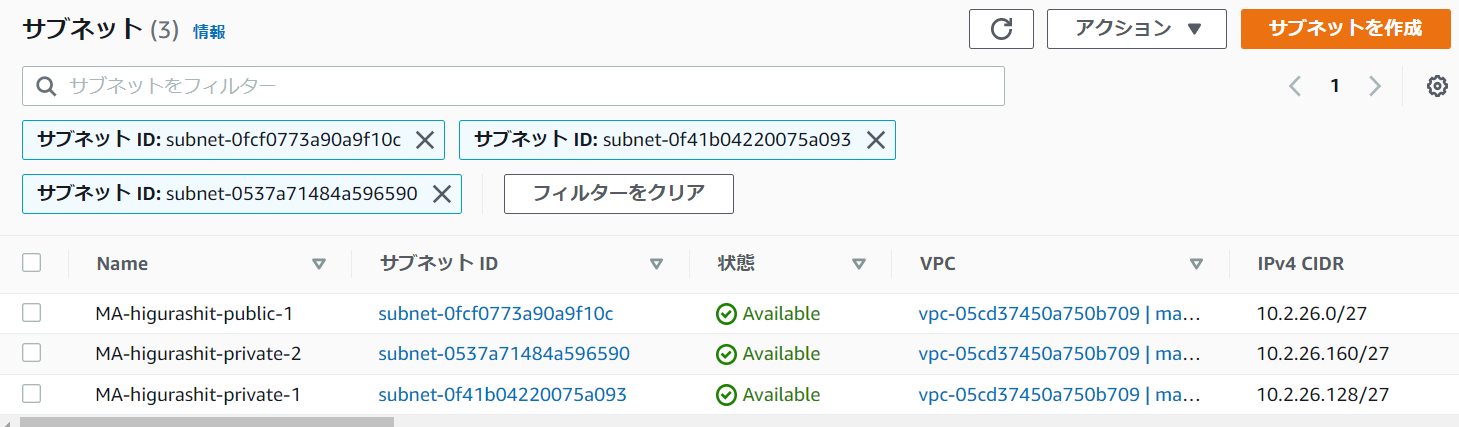 サブネット (3) 情報 アクション ▼ サブネットを作成
サブネットをフィルター 1
サブネット ID: subnet-0fcf0773a90a9f10c サブネット ID: subnet-0f41b04220075a093
サブネット ID: subnet-0537a71484a596590 フィルターをクリア
Name サブネット ID 状態 VPC IPv4 CIDR
MA-higurashit-public-1 subnet-0fcf0773a90a9f10c Available vpc-05cd37450a750b709 | ma… 10.2.26.0/27
MA-higurashit-private-2 subnet-0537a71484a596590 Available vpc-05cd37450a750b709 | ma… 10.2.26.160/27
MA-higurashit-private-1 subnet-0f41b04220075a093 Available vpc-05cd37450a750b709 | ma… 10.2.26.128/27